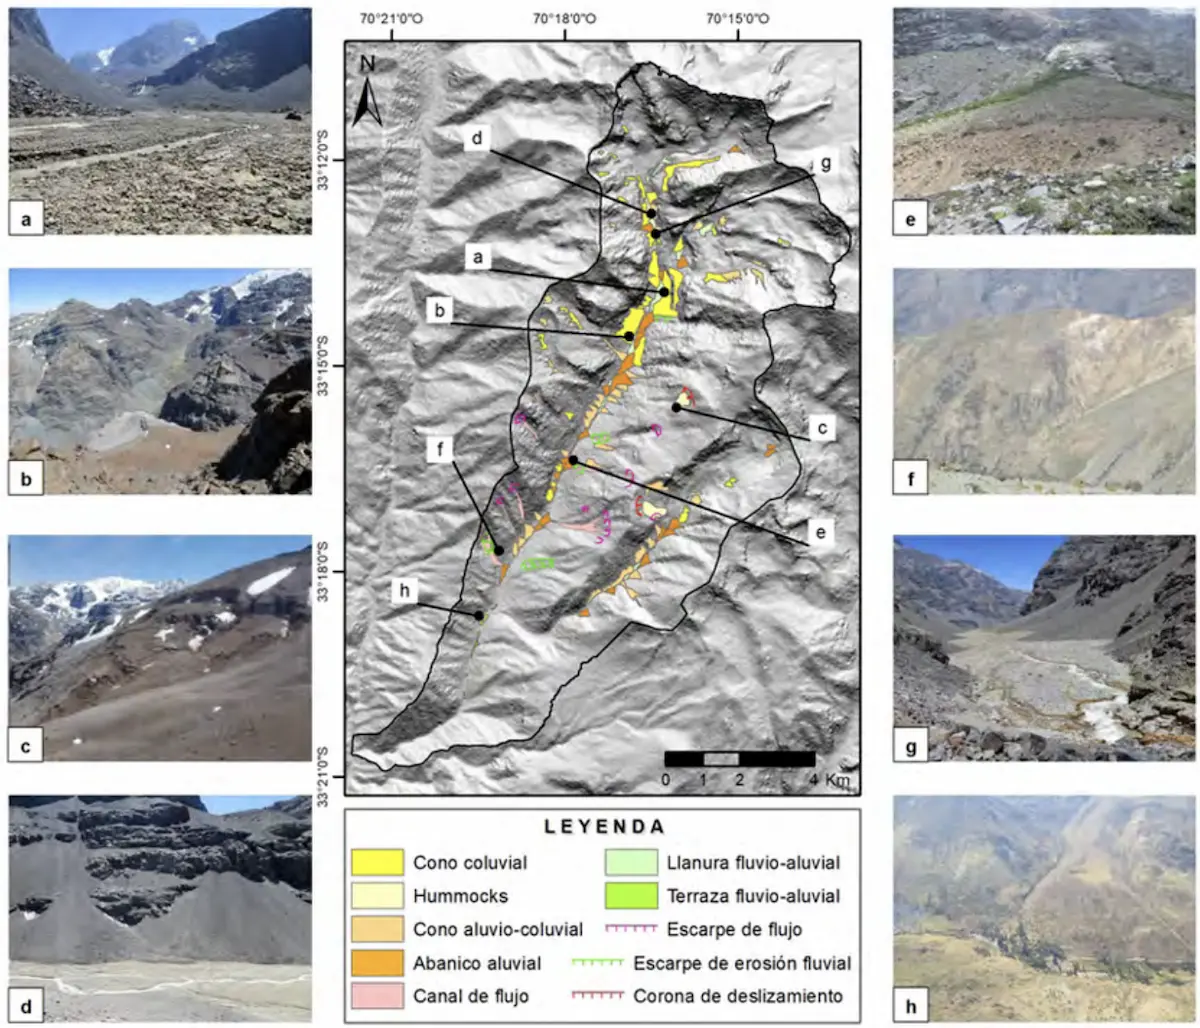 70°21'0"O 70°18'0"O 70°15'0"O
N
33°12'0"S
33°15'0"S
33°18'0"S
33°21'0"S
d
g
a
b
c
f
e
h
0 1 2 4 Km
a
b
c
d
e
f
g
h
LEYENDA
Cono coluvial
Hummocks
Cono aluvio-coluvial
Abanico aluvial
Canal de flujo
Llanura fluvio-aluvial
Terraza fluvio-aluvial
Escarpe de flujo
Escarpe de erosión fluvial
Corona de deslizamiento